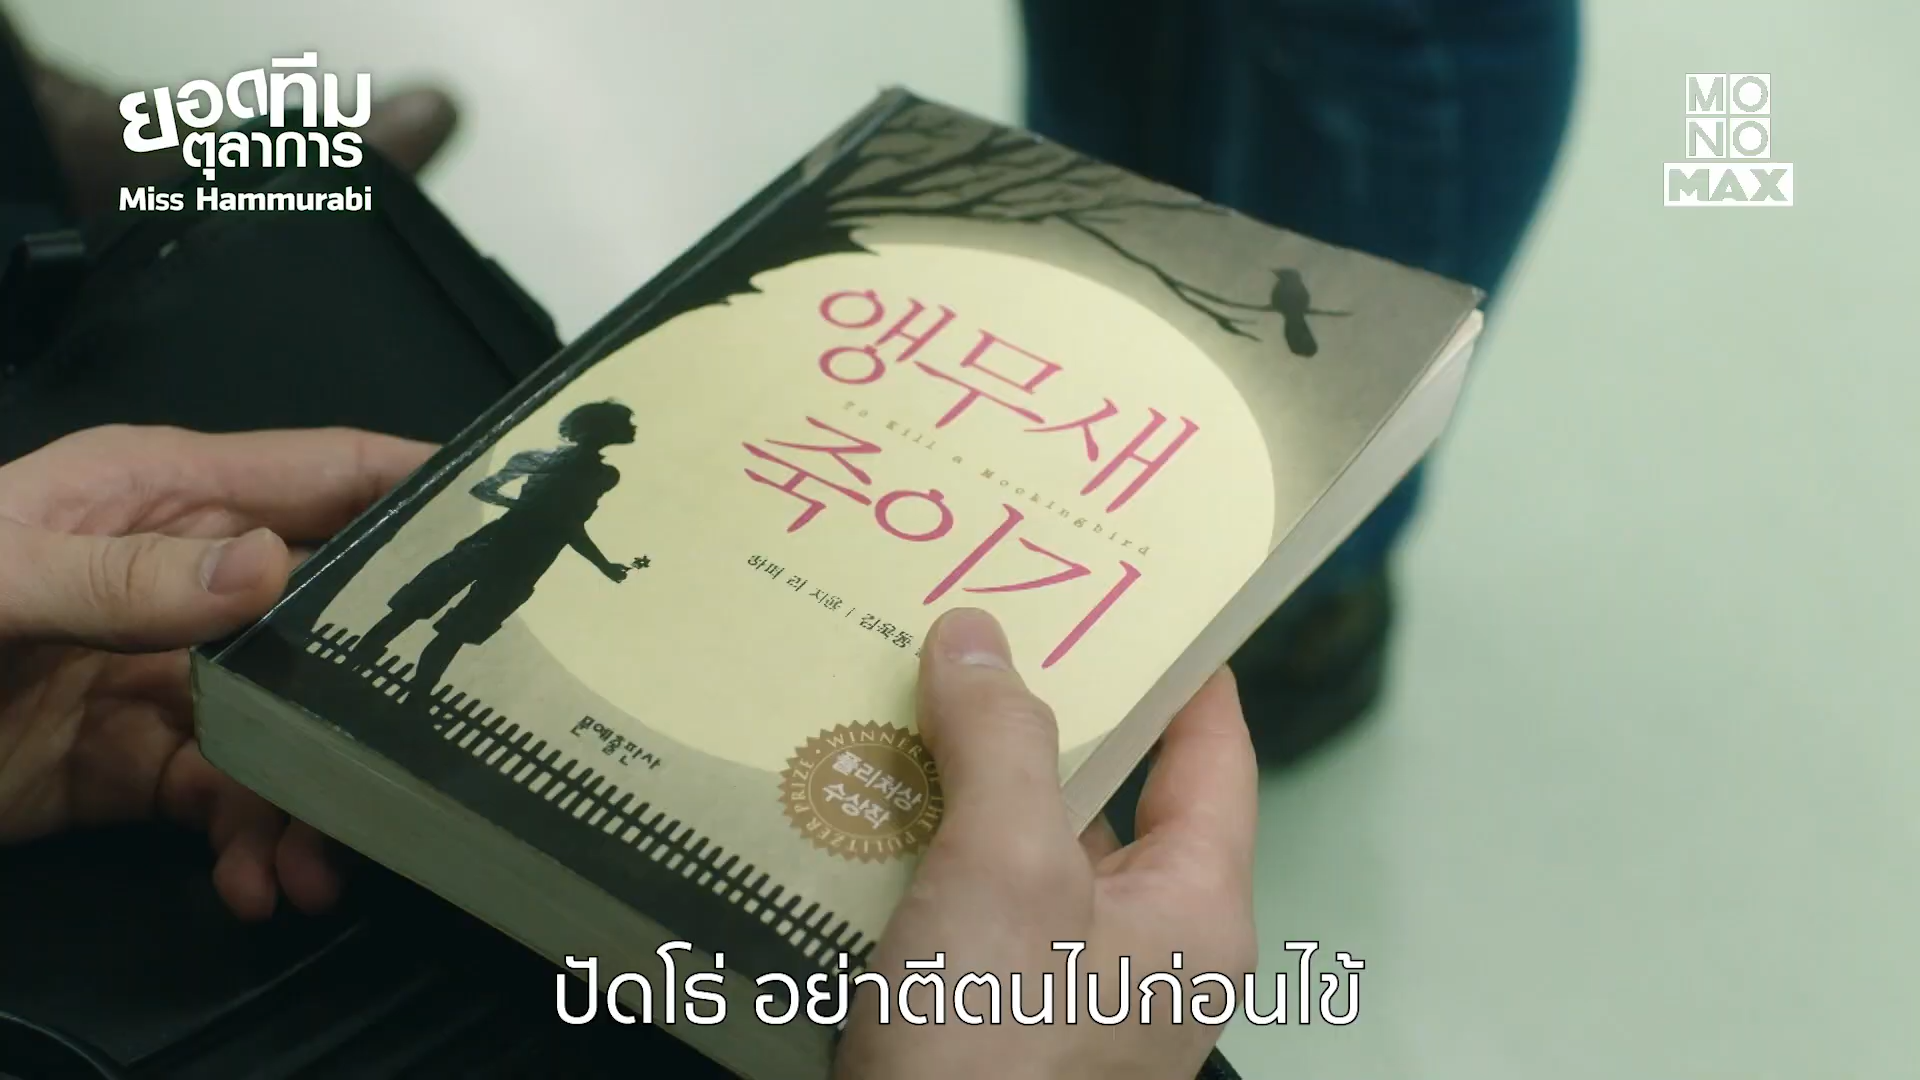 ยอดทีม
ตุลาการ
Miss Hammurabi
MO
NO
MAX
앵무새
To Kill a Mockingbird
죽이기
하퍼 리 지음 | 김욱동
문예출판사
WINNER OF THE PULITZER PRIZE
퓰리처상
수상작
ปัดโธ่ อย่าตีตนไปก่อนไข้